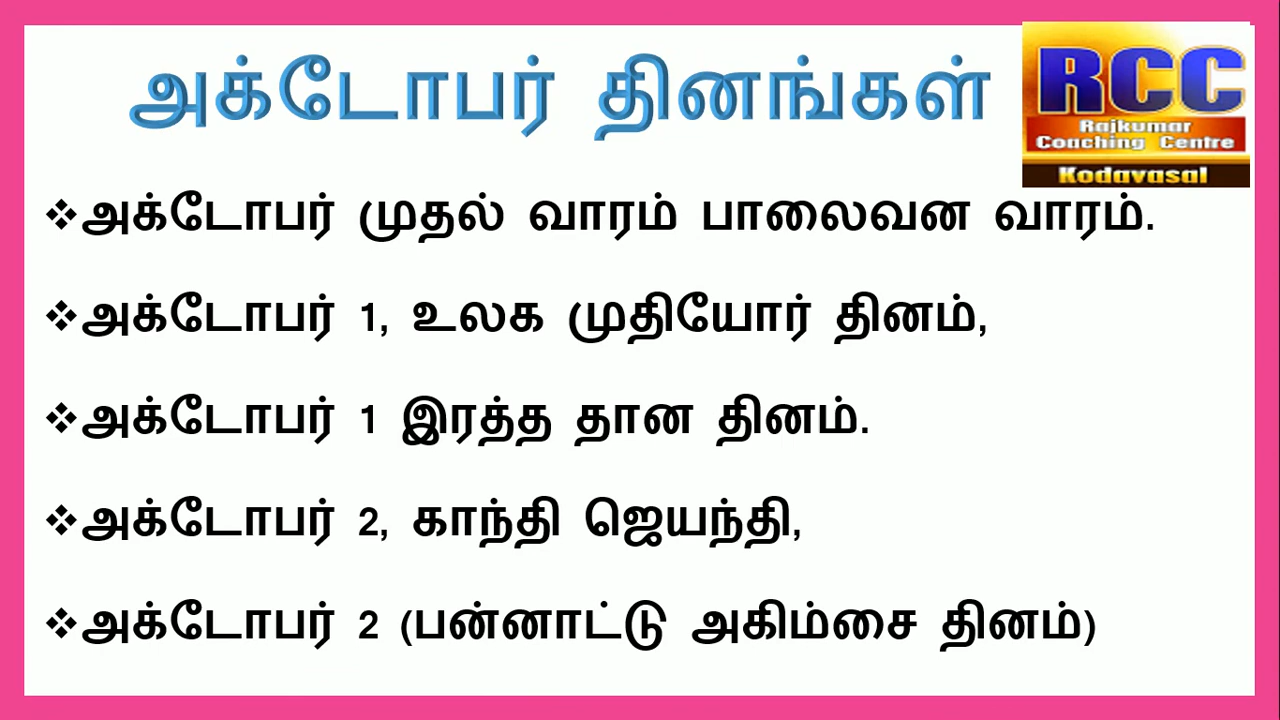 அக்டோபர் தினங்கள்
RCC
Rajkumar
Coaching Centre
Kodavasal
❖அக்டோபர் முதல் வாரம் பாலைவன வாரம்.
❖அக்டோபர் 1, உலக முதியோர் தினம்,
❖அக்டோபர் 1 இரத்த தான தினம்.
❖அக்டோபர் 2, காந்தி ஜெயந்தி,
❖அக்டோபர் 2 (பன்னாட்டு அகிம்சை தினம்)